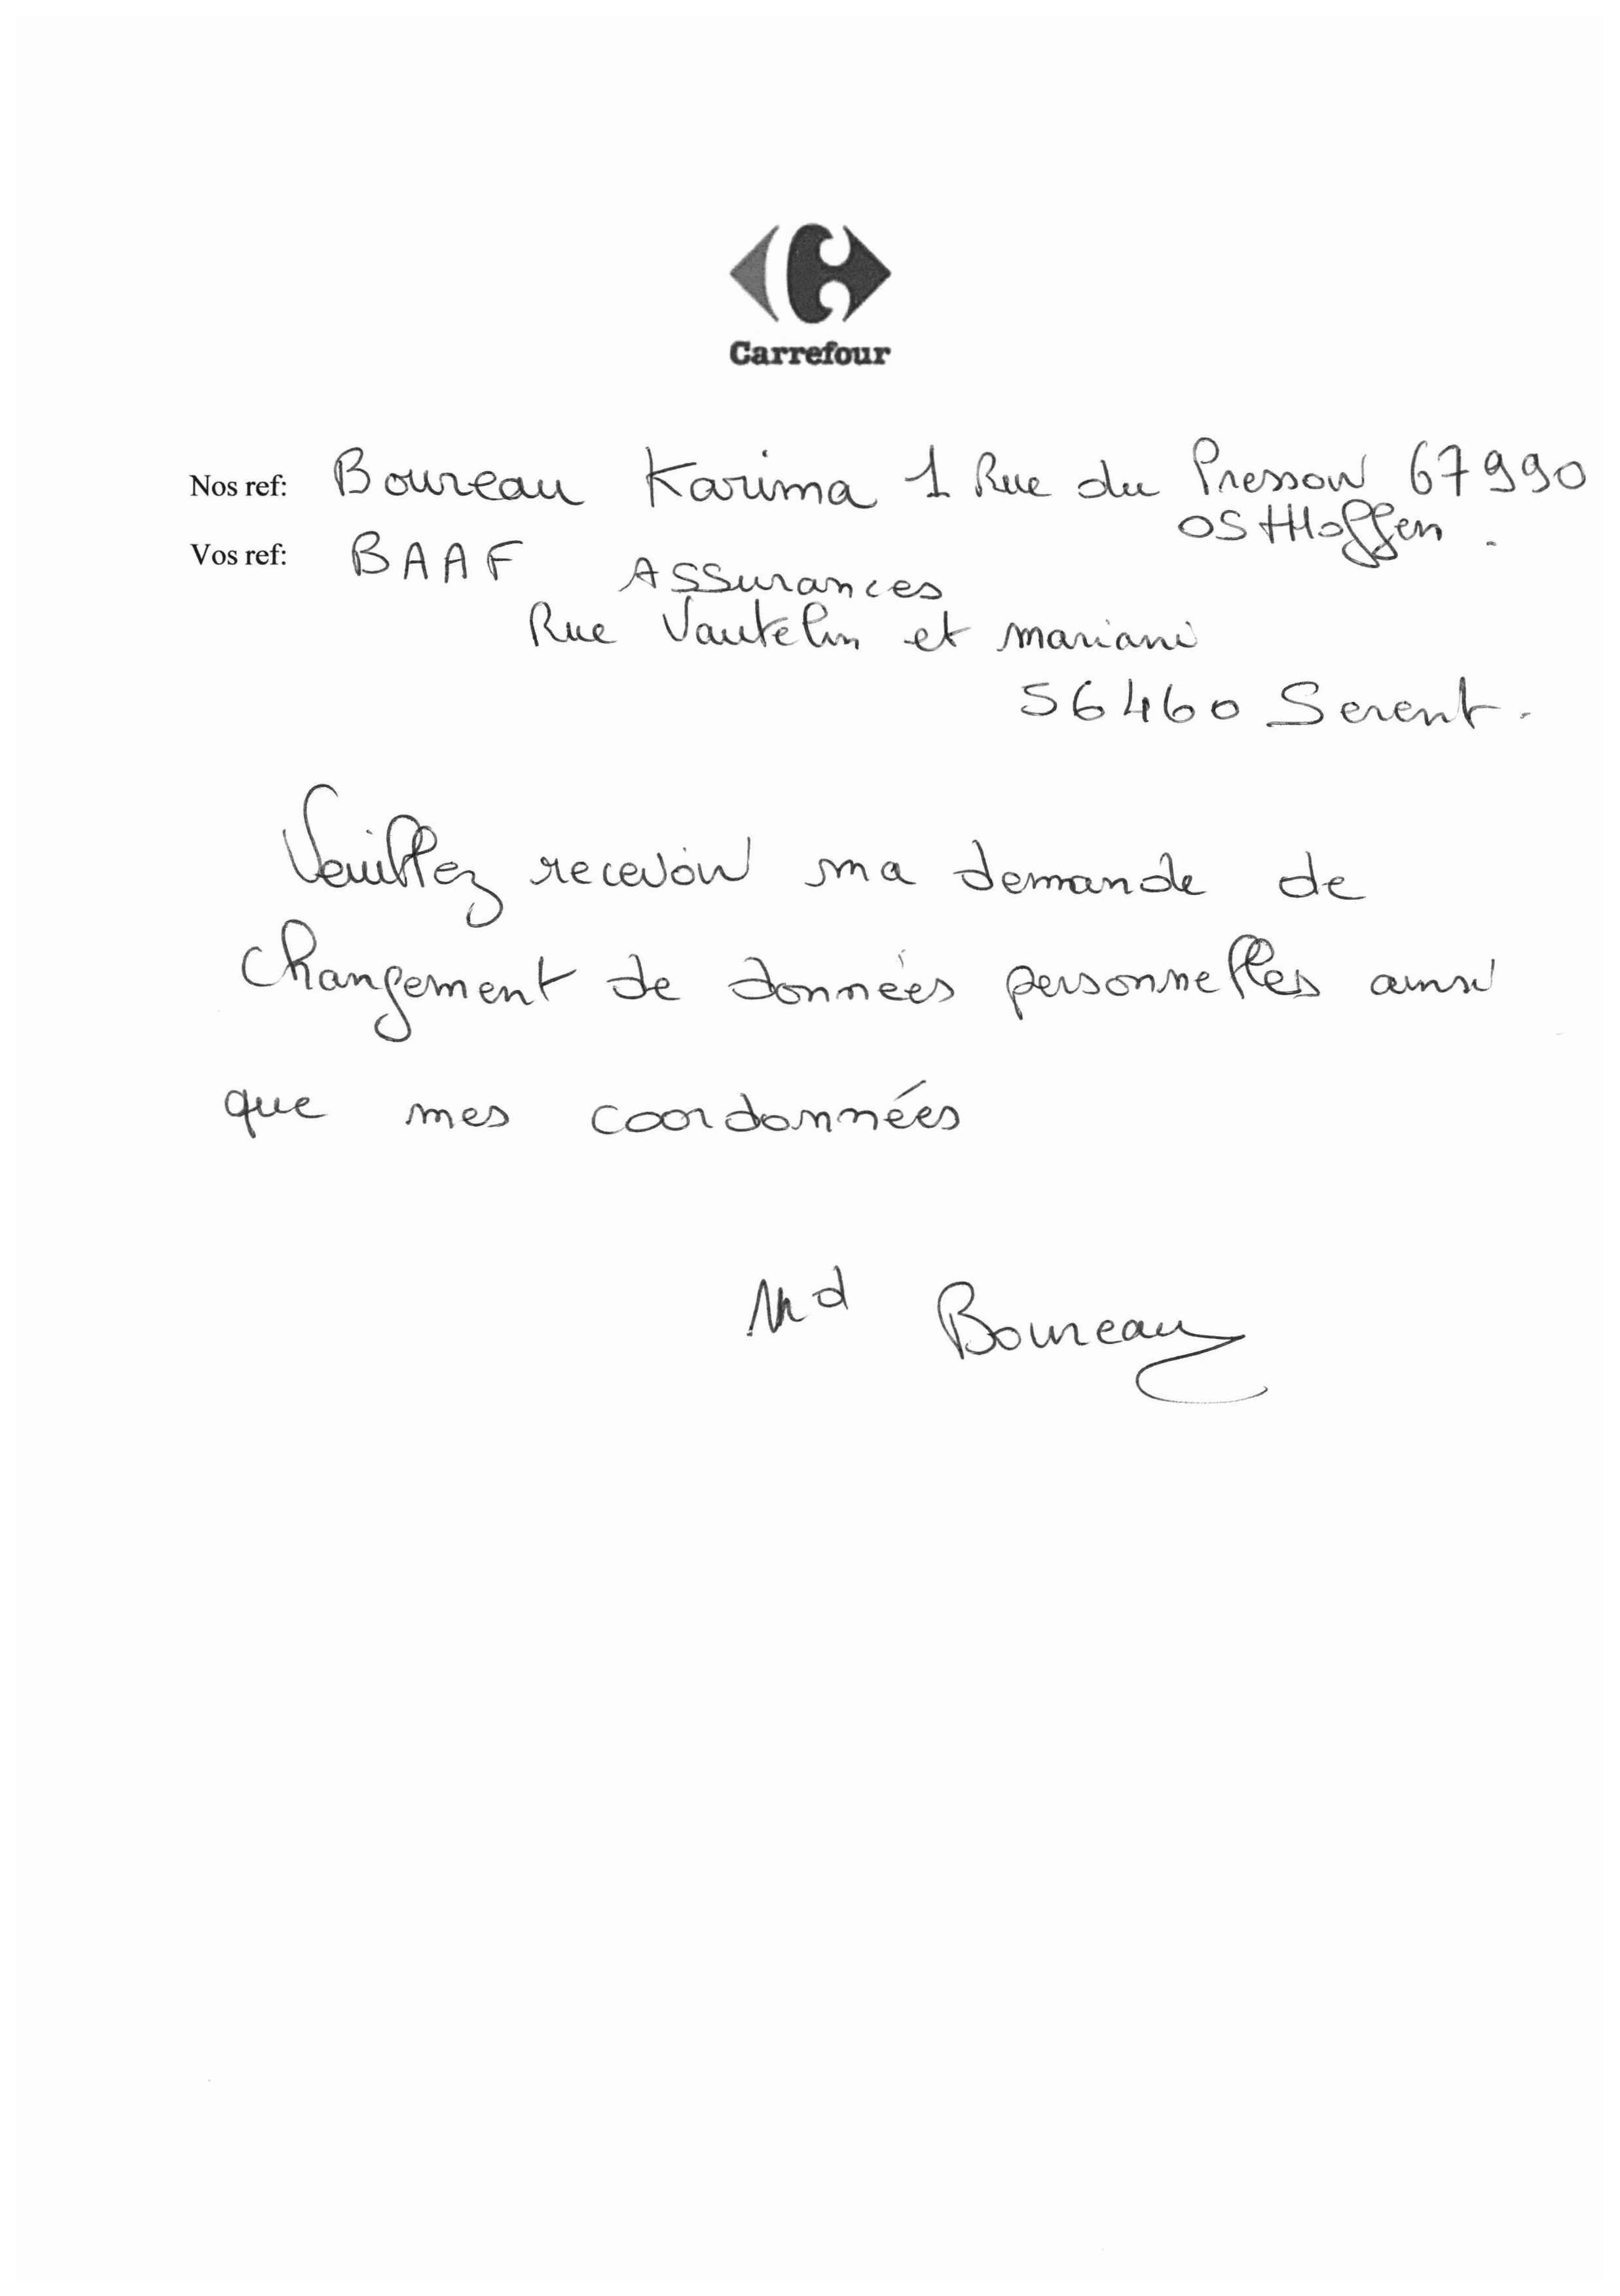 Carrefour
Nos ref: Boureau Karima 1 Rue du Pressoir 67990
OSTHoffen.
Vos ref: BAAF Assurances
Rue Vautelin et mariani
56460 Serent.
Veuillez recevoir ma demande de
changement de données personnelles ainsi
que mes coordonnées
Md Boureau